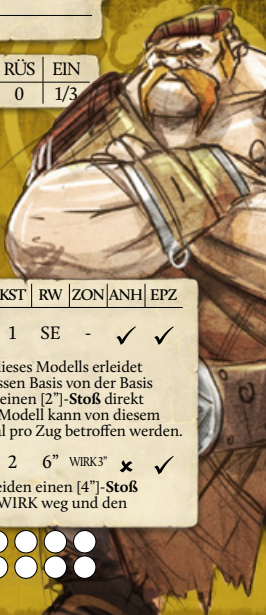 RÜS EIN
0 1/3
KST RW ZON ANH EPZ
1 SE - ✓ ✓
ieses Modells erleidet
ssen Basis von der Basis
einen [2”]-Stoß direkt
Modell kann von diesem
al pro Zug betroffen werden.
2 6” WIRK 3” ✘ ✓
eiden einen [4”]-Stoß
WIRK weg und den